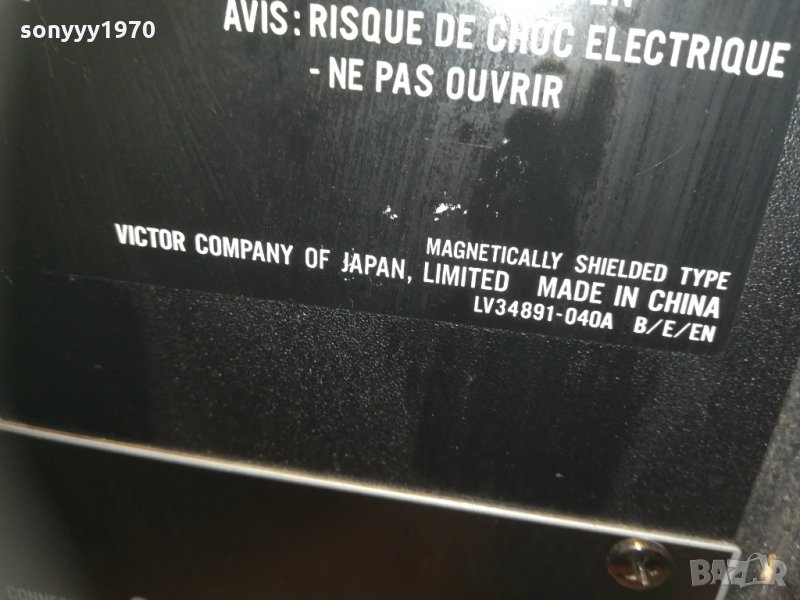 sonyyy1970
AVIS: RISQUE DE CHOC ELECTRIQUE
- NE PAS OUVRIR
MAGNETICALLY SHIELDED TYPE
VICTOR COMPANY OF JAPAN, LIMITED MADE IN CHINA
LV34891-040A B/E/EN
BAZAR